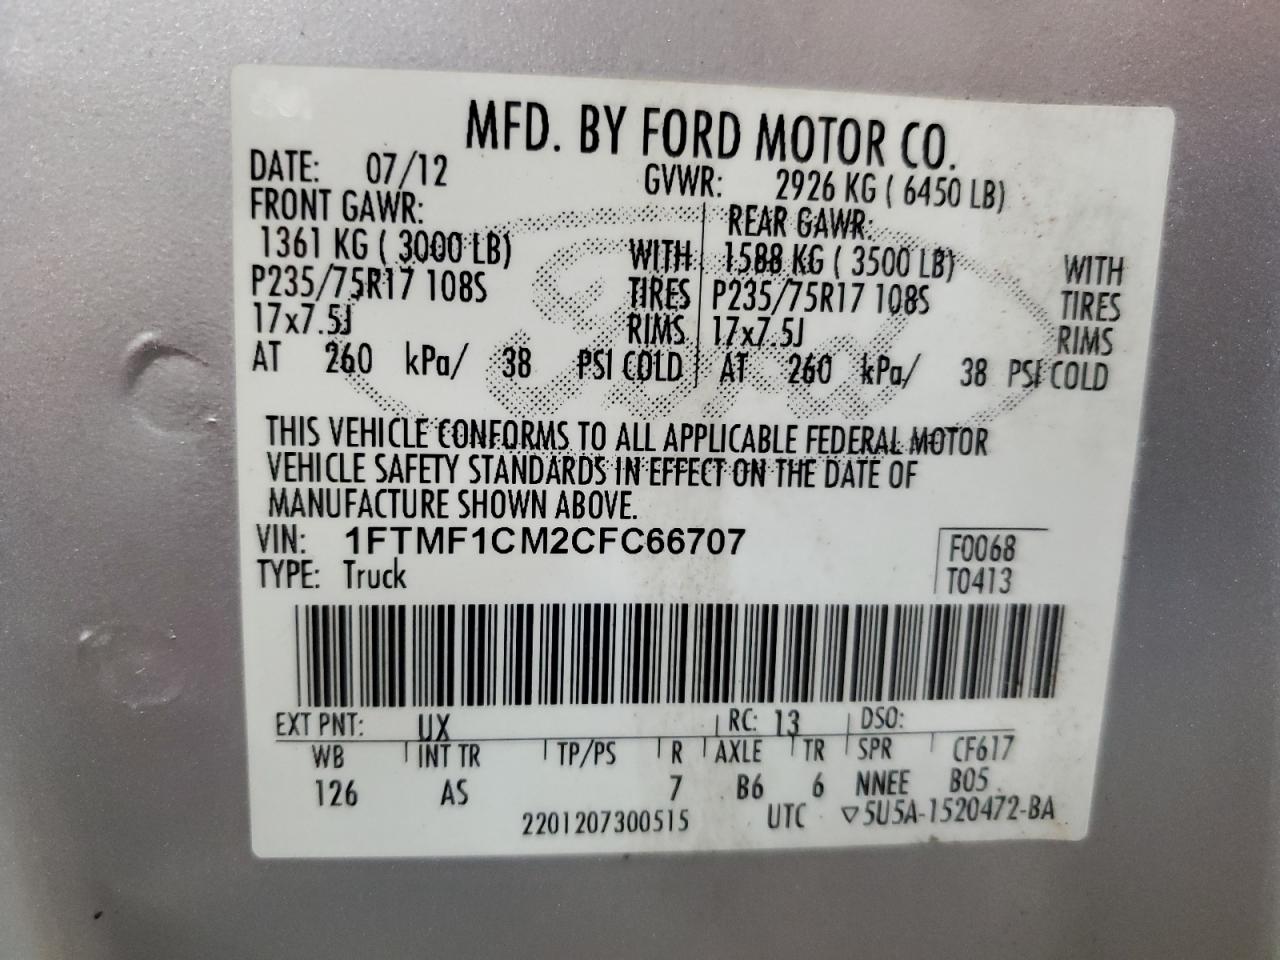 MFD. BY FORD MOTOR CO.
DATE: 07/12 GVWR: 2926 KG ( 6450 LB)
FRONT GAWR: REAR GAWR:
1361 KG ( 3000 LB) WITH 1588 KG ( 3500 LB) WITH
P235/75R17 108S TIRES P235/75R17 108S TIRES
17x7.5J RIMS 17x7.5J RIMS
AT 260 kPa/ 38 PSI COLD AT 260 kPa/ 38 PSI COLD
Ford
THIS VEHICLE CONFORMS TO ALL APPLICABLE FEDERAL MOTOR
VEHICLE SAFETY STANDARDS IN EFFECT ON THE DATE OF
MANUFACTURE SHOWN ABOVE.
VIN: 1FTMF1CM2CFC66707 F0068
TYPE: Truck T0413
EXT PNT: UX RC: 13 DSO:
WB INT TR TP/PS R AXLE TR SPR CF617
126 AS 7 B6 6 NNEE B05
2201207300515 UTC ▽5U5A-1520472-BA